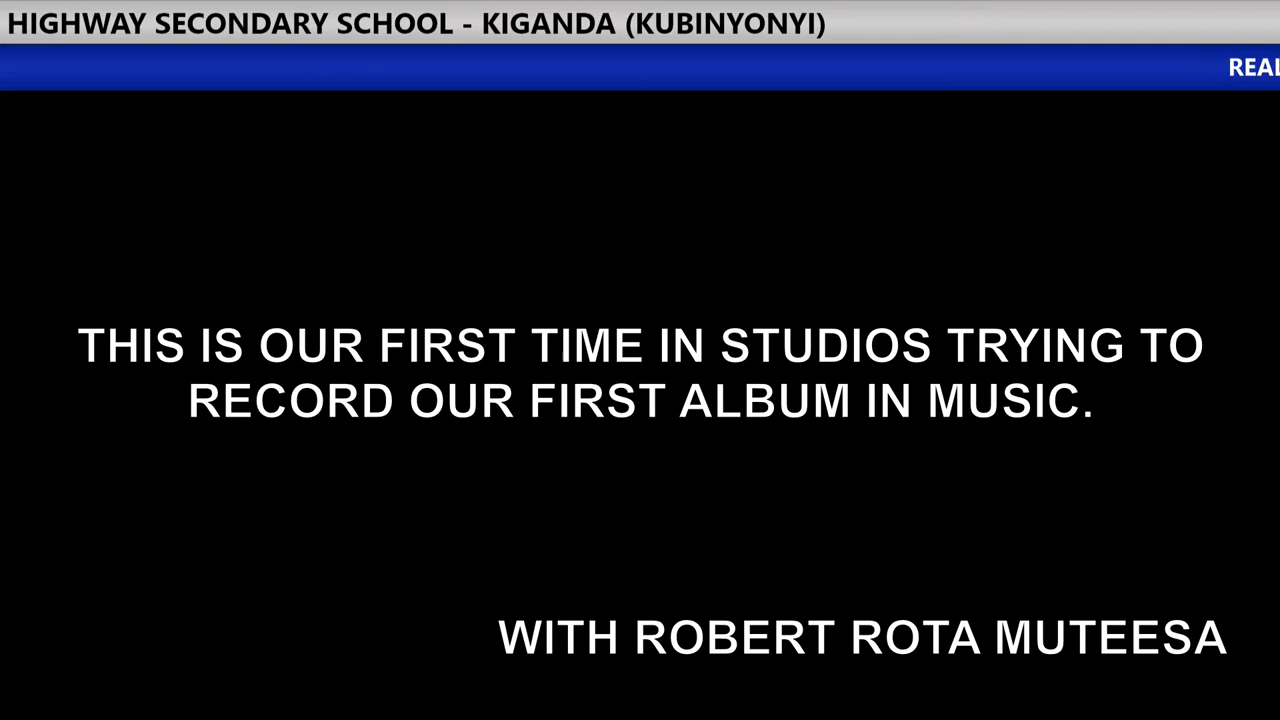 HIGHWAY SECONDARY SCHOOL - KIGANDA (KUBINYONYI)
THIS IS OUR FIRST TIME IN STUDIOS TRYING TO
RECORD OUR FIRST ALBUM IN MUSIC.
WITH ROBERT ROTA MUTEESA